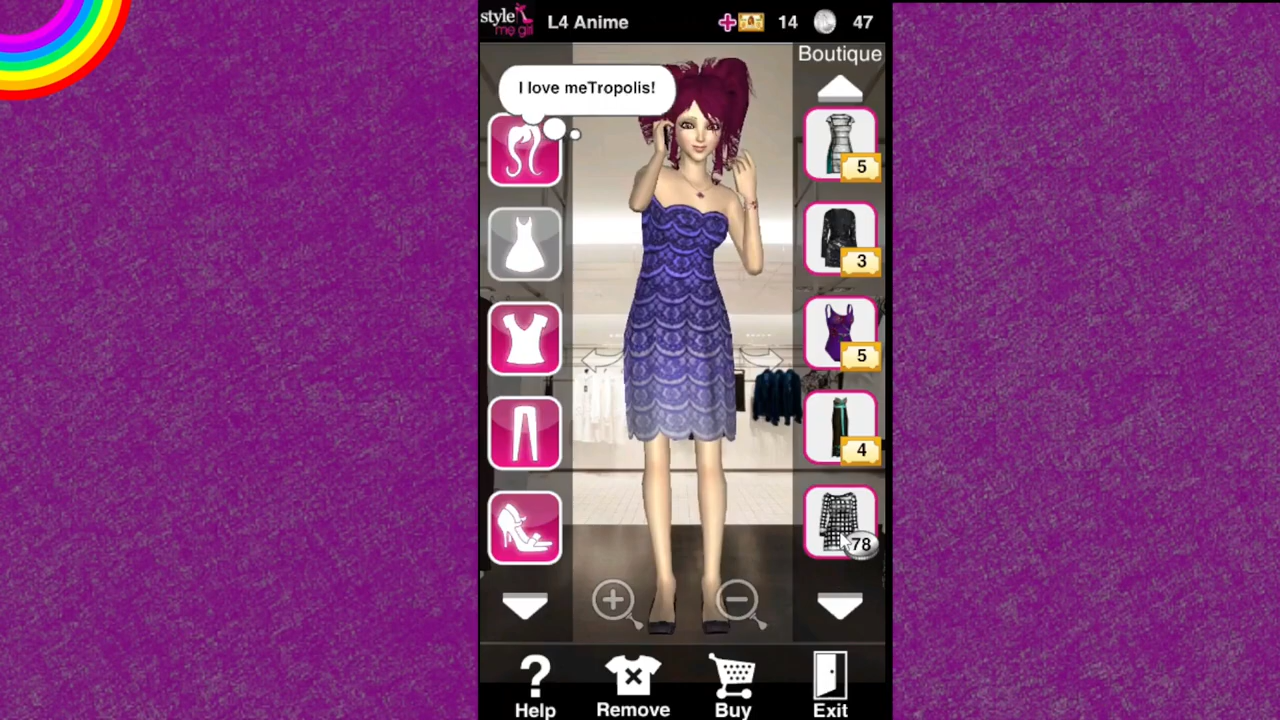 style
me girl
L4 Anime
14
47
Boutique
I love meTropolis!
5
3
5
4
78
Help
Remove
Buy
Exit